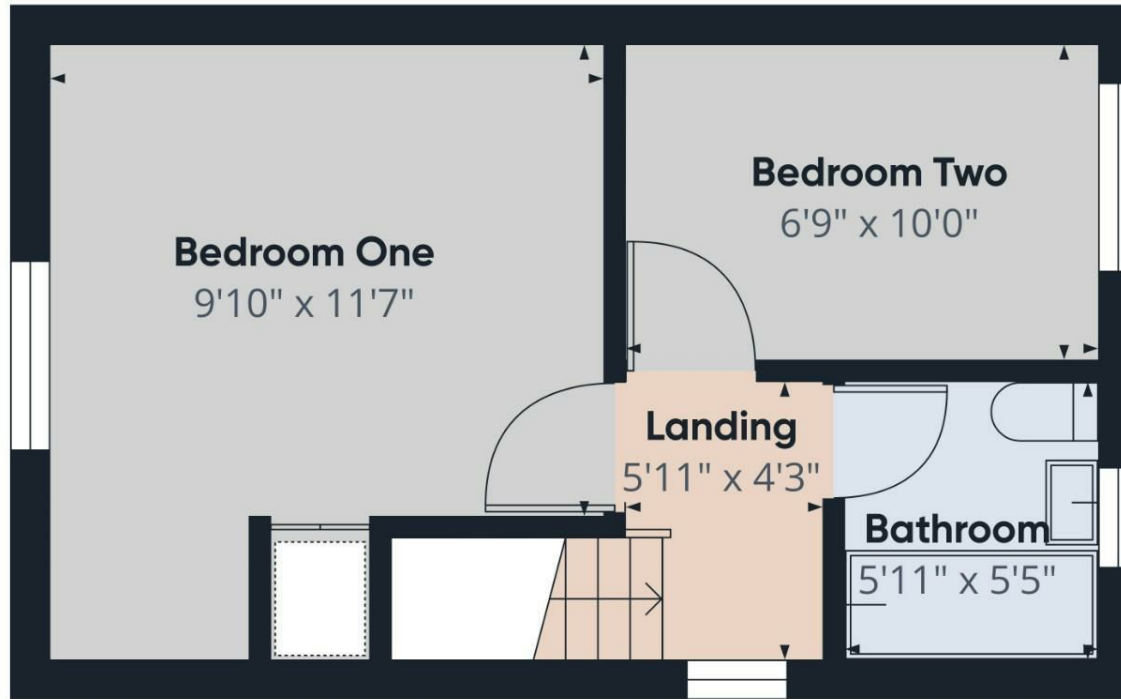 Bedroom One
9'10" x 11'7"
Bedroom Two
6'9" x 10'0"
Landing
5'11" x 4'3"
Bathroom
5'11" x 5'5"